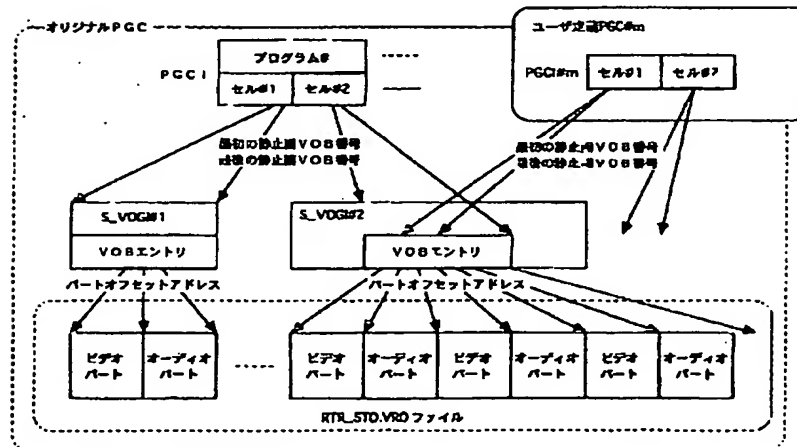 オリジナルPGC
ユーザ定義PGC#m
プログラム#
PGCI
セル#1 セル#2
PGCI#m
セル#1 セル#2
最初の静止画VOB番号
最後の静止画VOB番号
最初の静止画VOB番号
最後の静止画VOB番号
S_VOGI#1
S_VOGI#2
VOBエントリ
VOBエントリ
パートオフセットアドレス
パートオフセットアドレス
ビデオパート
オーディオパート
ビデオパート
オーディオパート
ビデオパート
オーディオパート
ビデオパート
オーディオパート
RTR_STO.VROファイル